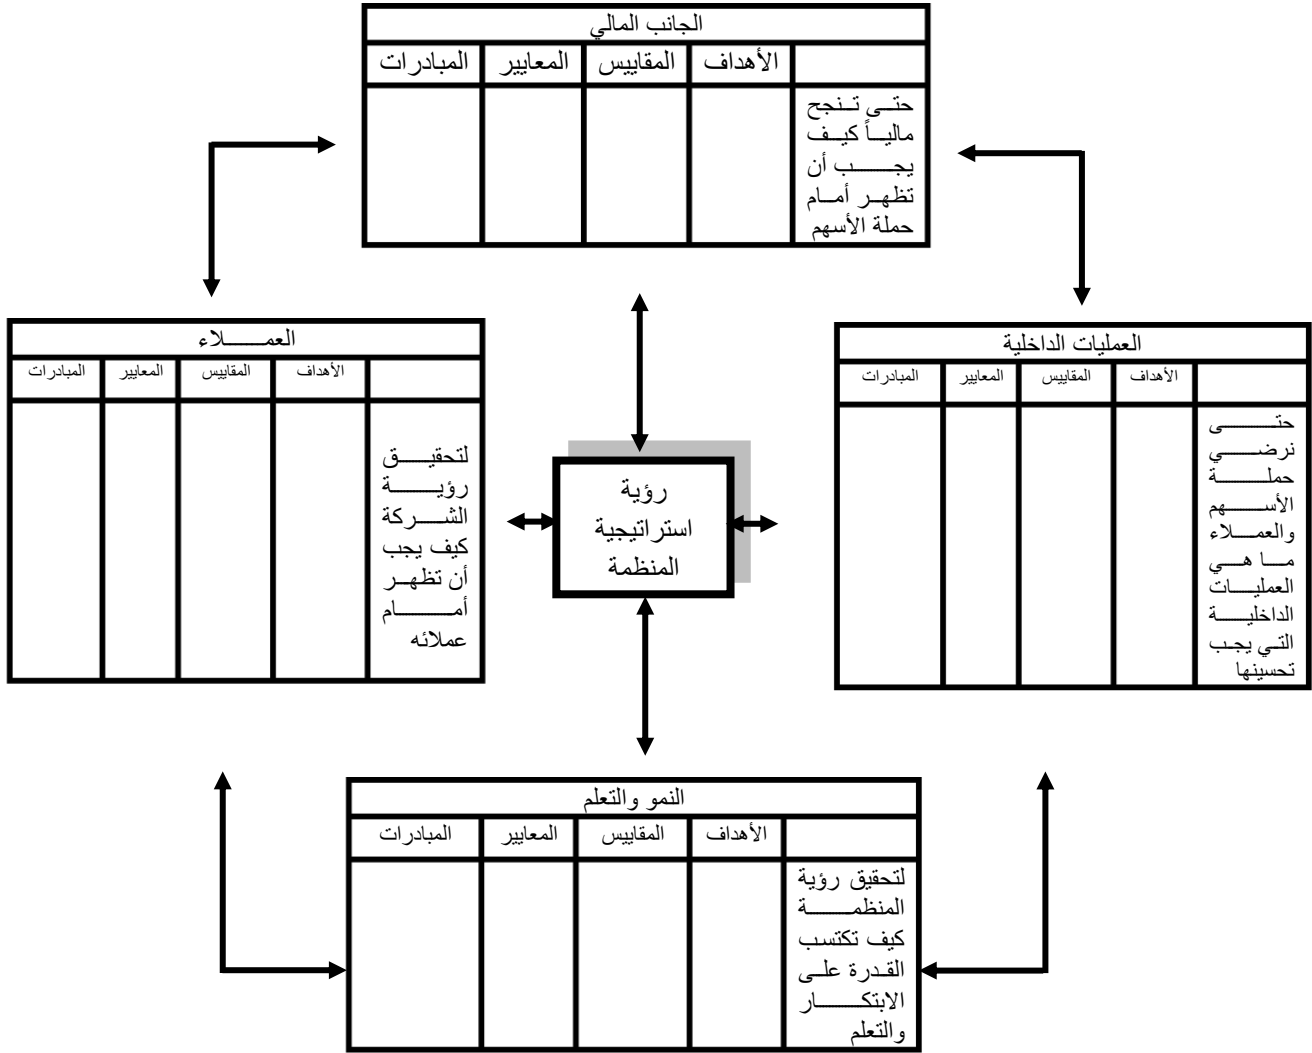 الجانب المالي
الأهداف المقاييس المعايير المبادرات
حتى تنجح
مالياً كيف
يجب أن
تظهر أمام
حملة الأسهم
العمليات الداخلية
الأهداف المقاييس المعايير المبادرات
حتى
نرضي
حملة
الأسهم
والعملاء
ما هي
العمليات
الداخلية
التي يجب
تحسينها
رؤية
استراتيجية
المنظمة
العملاء
الأهداف المقاييس المعايير المبادرات
لتحقيق
رؤية
الشركة
كيف يجب
أن تظهر
أمام
عملائه
النمو والتعلم
الأهداف المقاييس المعايير المبادرات
لتحقيق رؤية
المنظمة
كيف تكتسب
القدرة على
الابتكار
والتعلم